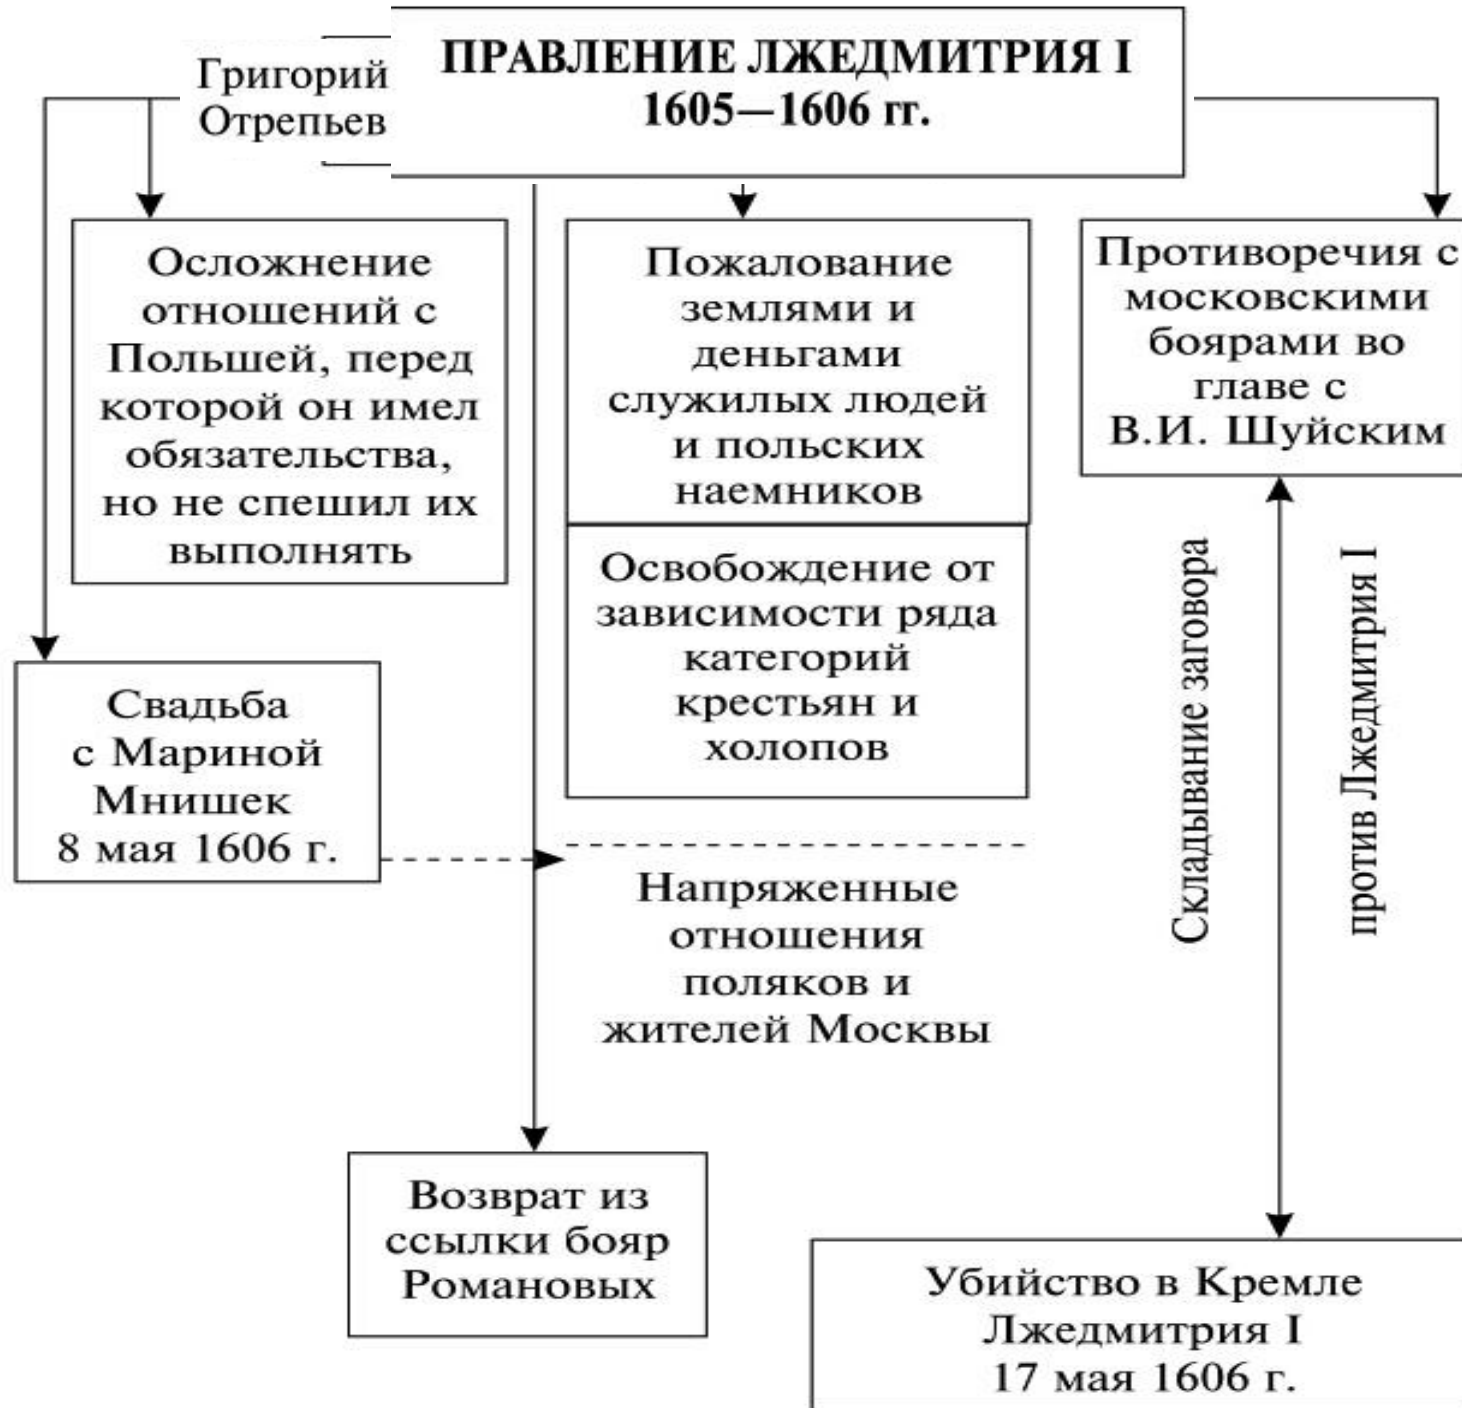 Григорий
Отрепьев
ПРАВЛЕНИЕ ЛЖЕДМИТРИЯ I
1605—1606 гг.
Осложнение
отношений с
Польшей, перед
которой он имел
обязательства,
но не спешил их
выполнять
Пожалование
землями и
деньгами
служилых людей
и польских
наемников
Противоречия с
московскими
боярами во
главе с
В.И. Шуйским
Освобождение от
зависимости ряда
категорий
крестьян и
холопов
Свадьба
с Мариной
Мнишек
8 мая 1606 г.
Складывание заговора
против Лжедмитрия I
Напряженные
отношения
поляков и
жителей Москвы
Возврат из
ссылки бояр
Романовых
Убийство в Кремле
Лжедмитрия I
17 мая 1606 г.